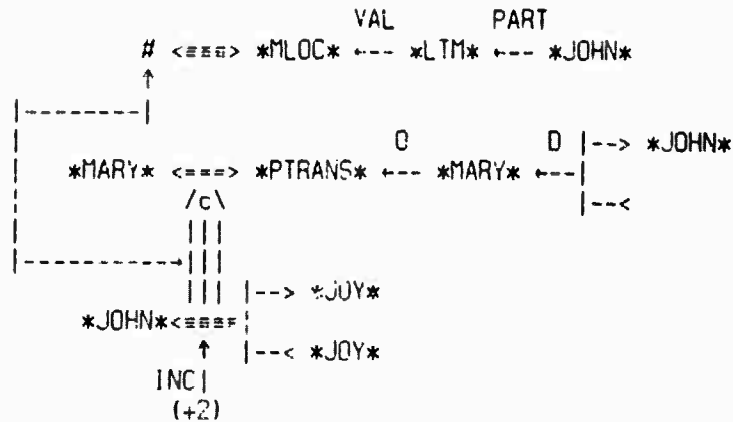 VAL PART
# <≡≡≡> *MLOC* <--- *LTM* <--- *JOHN*
O D |--> *JOHN*
*MARY* <===> *PTRANS* <--- *MARY* <---|
/c\ |--<
|--> *JOY*
*JOHN*<≡≡≡≡
|--< *JOY*
INC|
(+2)